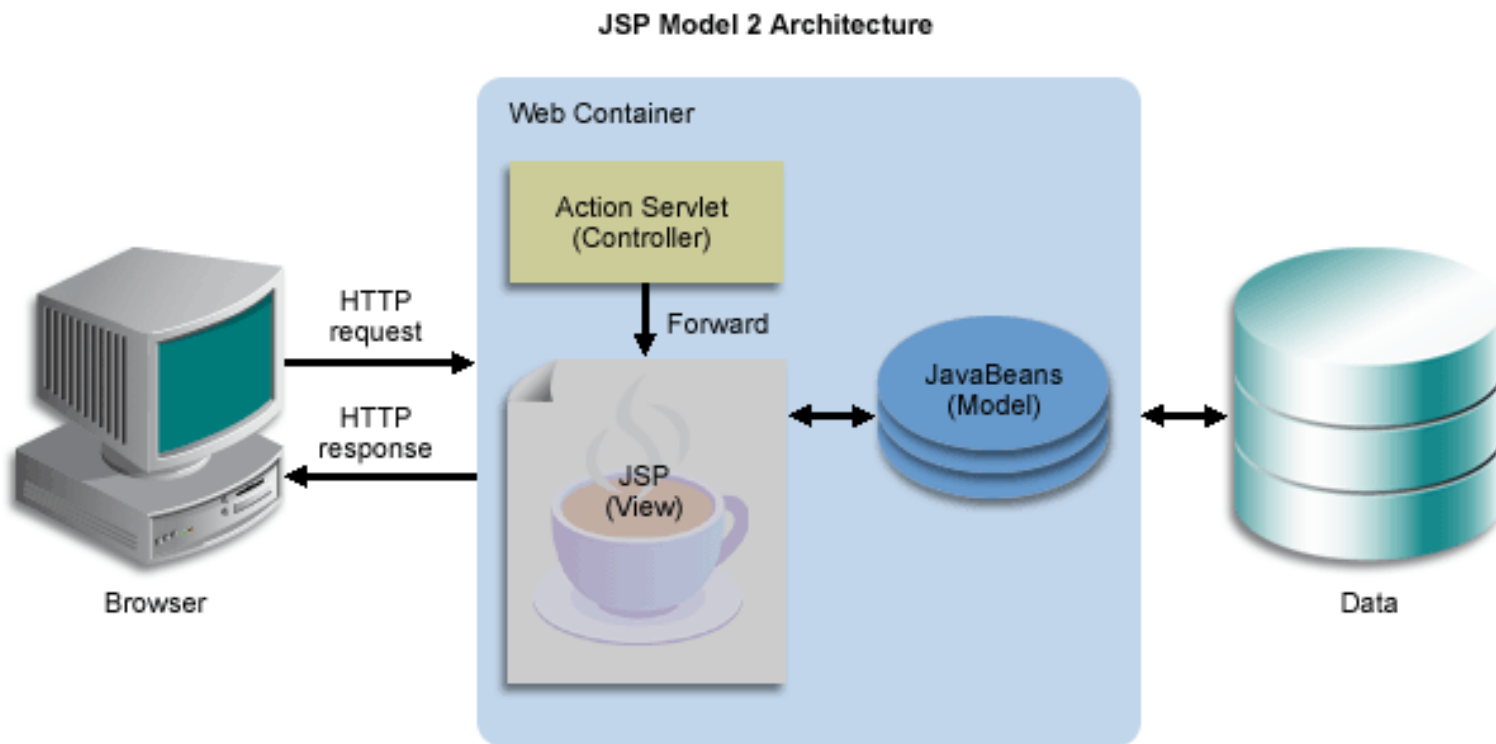 JSP Model 2 Architecture
Web Container
Action Servlet
(Controller)
HTTP
request
Forward
JavaBeans
(Model)
HTTP
response
JSP
(View)
Browser
Data